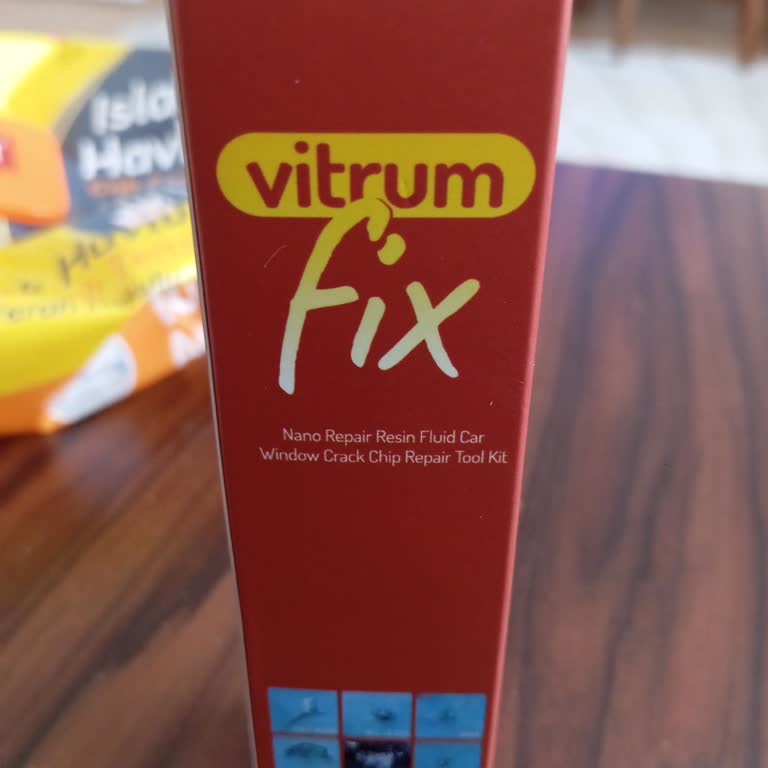 vitrum
fix
Nano Repair Resin Fluid Car
Window Crack Chip Repair Tool Kit